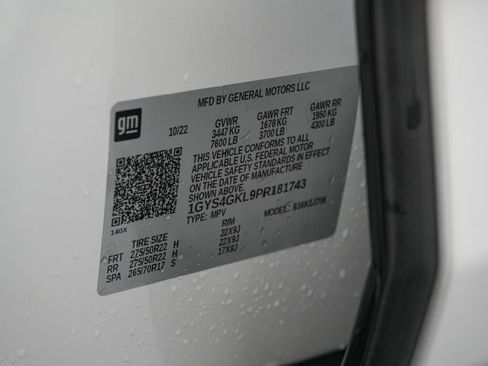 MFD BY GENERAL MOTORS LLC
gm
10/22 GVWR GAWR FRT GAWR RR
3447 KG 1678 KG 1950 KG
7600 LB 3700 LB 4300 LB
THIS VEHICLE CONFORMS TO ALL
APPLICABLE U.S. FEDERAL MOTOR
VEHICLE SAFETY STANDARDS IN EFFECT
ON THE DATE OF MANUFACTURE
SHOWN ABOVE.
1GYS4GKL9PR181743
140X TYPE: MPV MODEL:
TIRE SIZE RIM
FRT 275/50R22 H 22X9J
RR 275/50R22 H 22X9J
SPA 265/70R17 S 17X8J